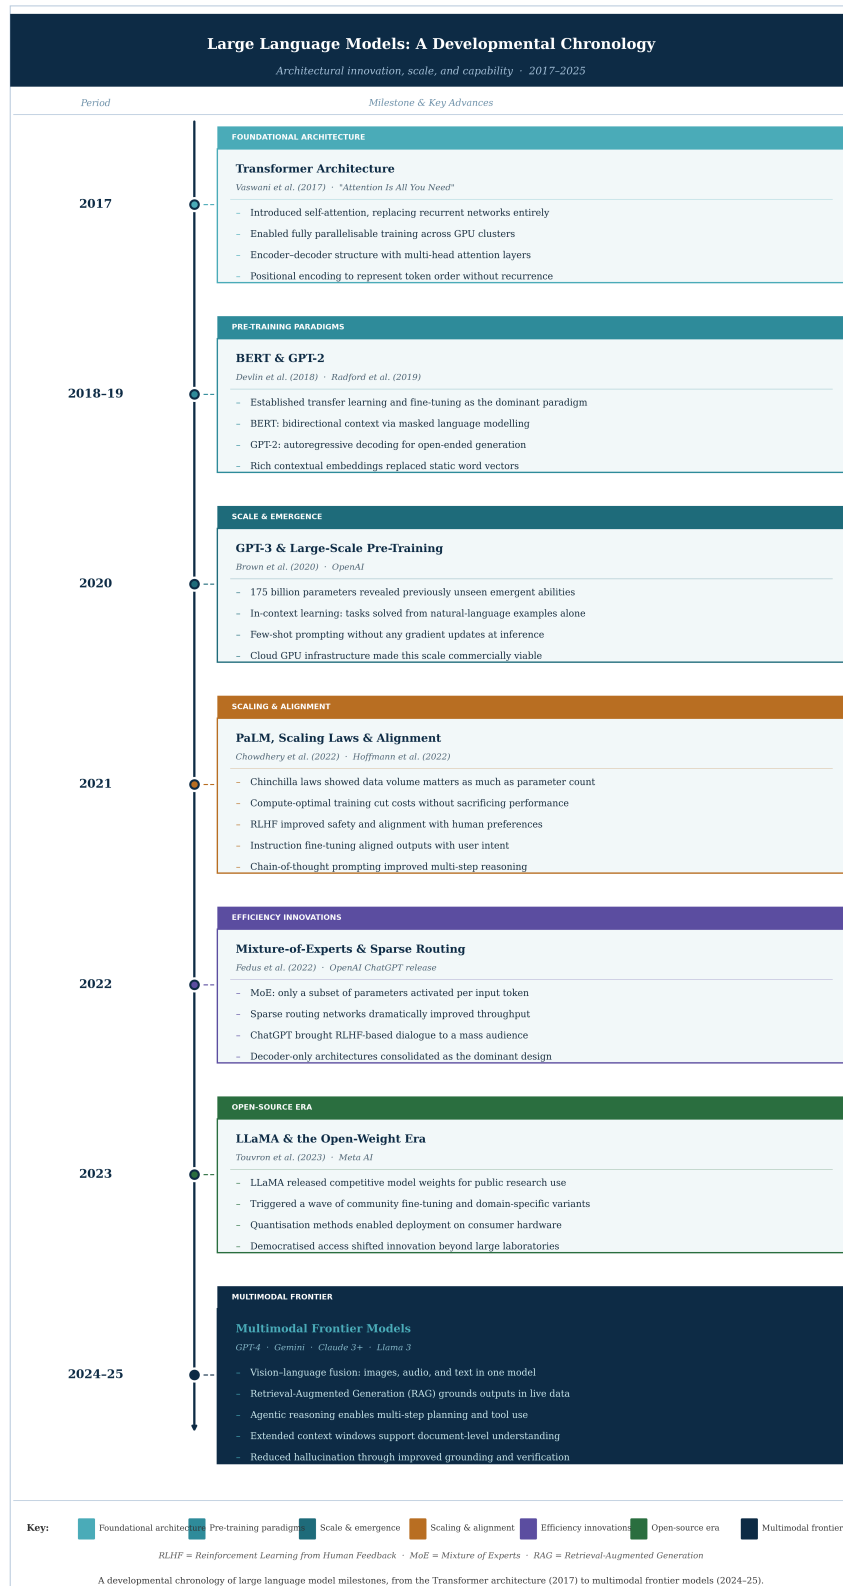 Large Language Models: A Developmental Chronology
Architectural innovation, scale, and capability · 2017–2025
Period
Milestone & Key Advances
FOUNDATIONAL ARCHITECTURE
2017
Transformer Architecture
Vaswani et al. (2017) · "Attention Is All You Need"
– Introduced self-attention, replacing recurrent networks entirely
– Enabled fully parallelisable training across GPU clusters
– Encoder–decoder structure with multi-head attention layers
– Positional encoding to represent token order without recurrence
PRE-TRAINING PARADIGMS
2018–19
BERT & GPT-2
Devlin et al. (2018) · Radford et al. (2019)
– Established transfer learning and fine-tuning as the dominant paradigm
– BERT: bidirectional context via masked language modelling
– GPT-2: autoregressive decoding for open-ended generation
– Rich contextual embeddings replaced static word vectors
SCALE & EMERGENCE
2020
GPT-3 & Large-Scale Pre-Training
Brown et al. (2020) · OpenAI
– 175 billion parameters revealed previously unseen emergent abilities
– In-context learning: tasks solved from natural-language examples alone
– Few-shot prompting without any gradient updates at inference
– Cloud GPU infrastructure made this scale commercially viable
SCALING & ALIGNMENT
2021
PaLM, Scaling Laws & Alignment
Chowdhery et al. (2022) · Hoffmann et al. (2022)
– Chinchilla laws showed data volume matters as much as parameter count
– Compute-optimal training cut costs without sacrificing performance
– RLHF improved safety and alignment with human preferences
– Instruction fine-tuning aligned outputs with user intent
– Chain-of-thought prompting improved multi-step reasoning
EFFICIENCY INNOVATIONS
2022
Mixture-of-Experts & Sparse Routing
Fedus et al. (2022) · OpenAI ChatGPT release
– MoE: only a subset of parameters activated per input token
– Sparse routing networks dramatically improved throughput
– ChatGPT brought RLHF-based dialogue to a mass audience
– Decoder-only architectures consolidated as the dominant design
OPEN-SOURCE ERA
2023
LLaMA & the Open-Weight Era
Touvron et al. (2023) · Meta AI
– LLaMA released competitive model weights for public research use
– Triggered a wave of community fine-tuning and domain-specific variants
– Quantisation methods enabled deployment on consumer hardware
– Democratised access shifted innovation beyond large laboratories
MULTIMODAL FRONTIER
2024–25
Multimodal Frontier Models
GPT-4 · Gemini · Claude 3+ · Llama 3
– Vision–language fusion: images, audio, and text in one model
– Retrieval-Augmented Generation (RAG) grounds outputs in live data
– Agentic reasoning enables multi-step planning and tool use
– Extended context windows support document-level understanding
– Reduced hallucination through improved grounding and verification
Key: Foundational architecture Pre-training paradigms Scale & emergence Scaling & alignment Efficiency innovations Open-source era Multimodal frontier
RLHF = Reinforcement Learning from Human Feedback · MoE = Mixture of Experts · RAG = Retrieval-Augmented Generation
A developmental chronology of large language model milestones, from the Transformer architecture (2017) to multimodal frontier models (2024–25).